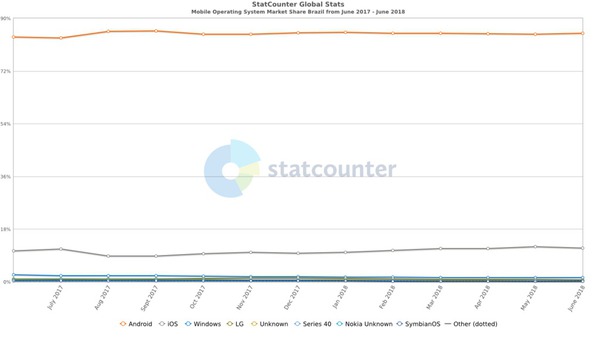 StatCounter Global Stats
Mobile Operating System Market Share Brazil from June 2017 - June 2018
90%
72%
54%
36%
18%
0%
statcounter
July 2017
Aug 2017
Sept 2017
Oct 2017
Nov 2017
Dec 2017
Jan 2018
Feb 2018
Mar 2018
Apr 2018
May 2018
June 2018
Android iOS Windows LG Unknown Series 40 Nokia Unknown SymbianOS Other (dotted)